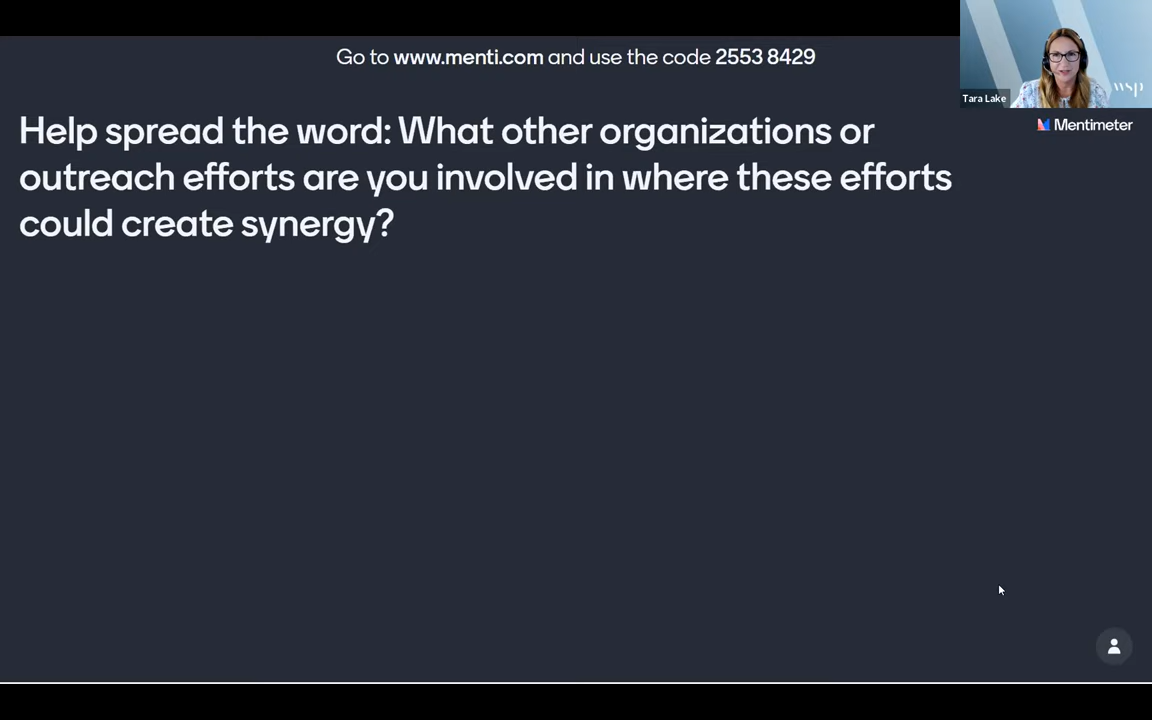 Go to www.menti.com and use the code 2553 8429
wsp
Tara Lake
Mentimeter
Help spread the word: What other organizations or
outreach efforts are you involved in where these efforts
could create synergy?